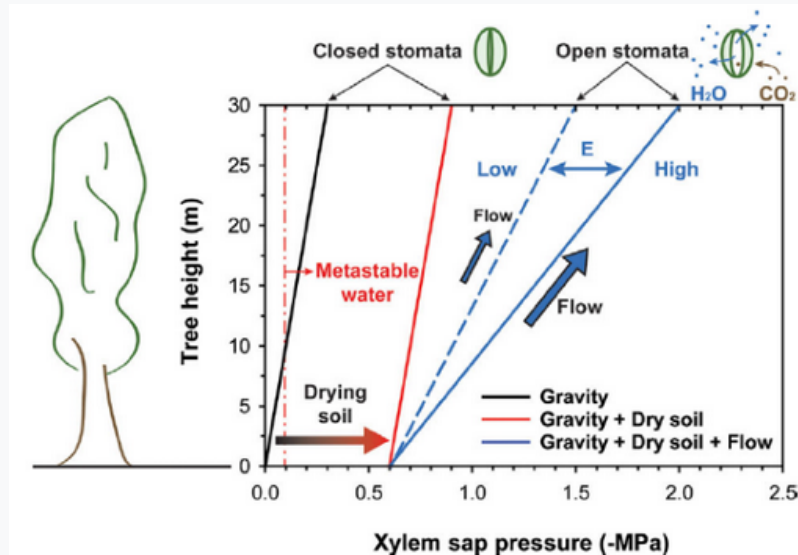 Closed stomata
Open stomata
H₂O
CO₂
30
25
20
15
10
5
0
Tree height (m)
Low
E
High
Flow
Flow
Metastable
water
Drying
soil
Gravity
Gravity + Dry soil
Gravity + Dry soil + Flow
0.0
0.5
1.0
1.5
2.0
2.5
Xylem sap pressure (-MPa)